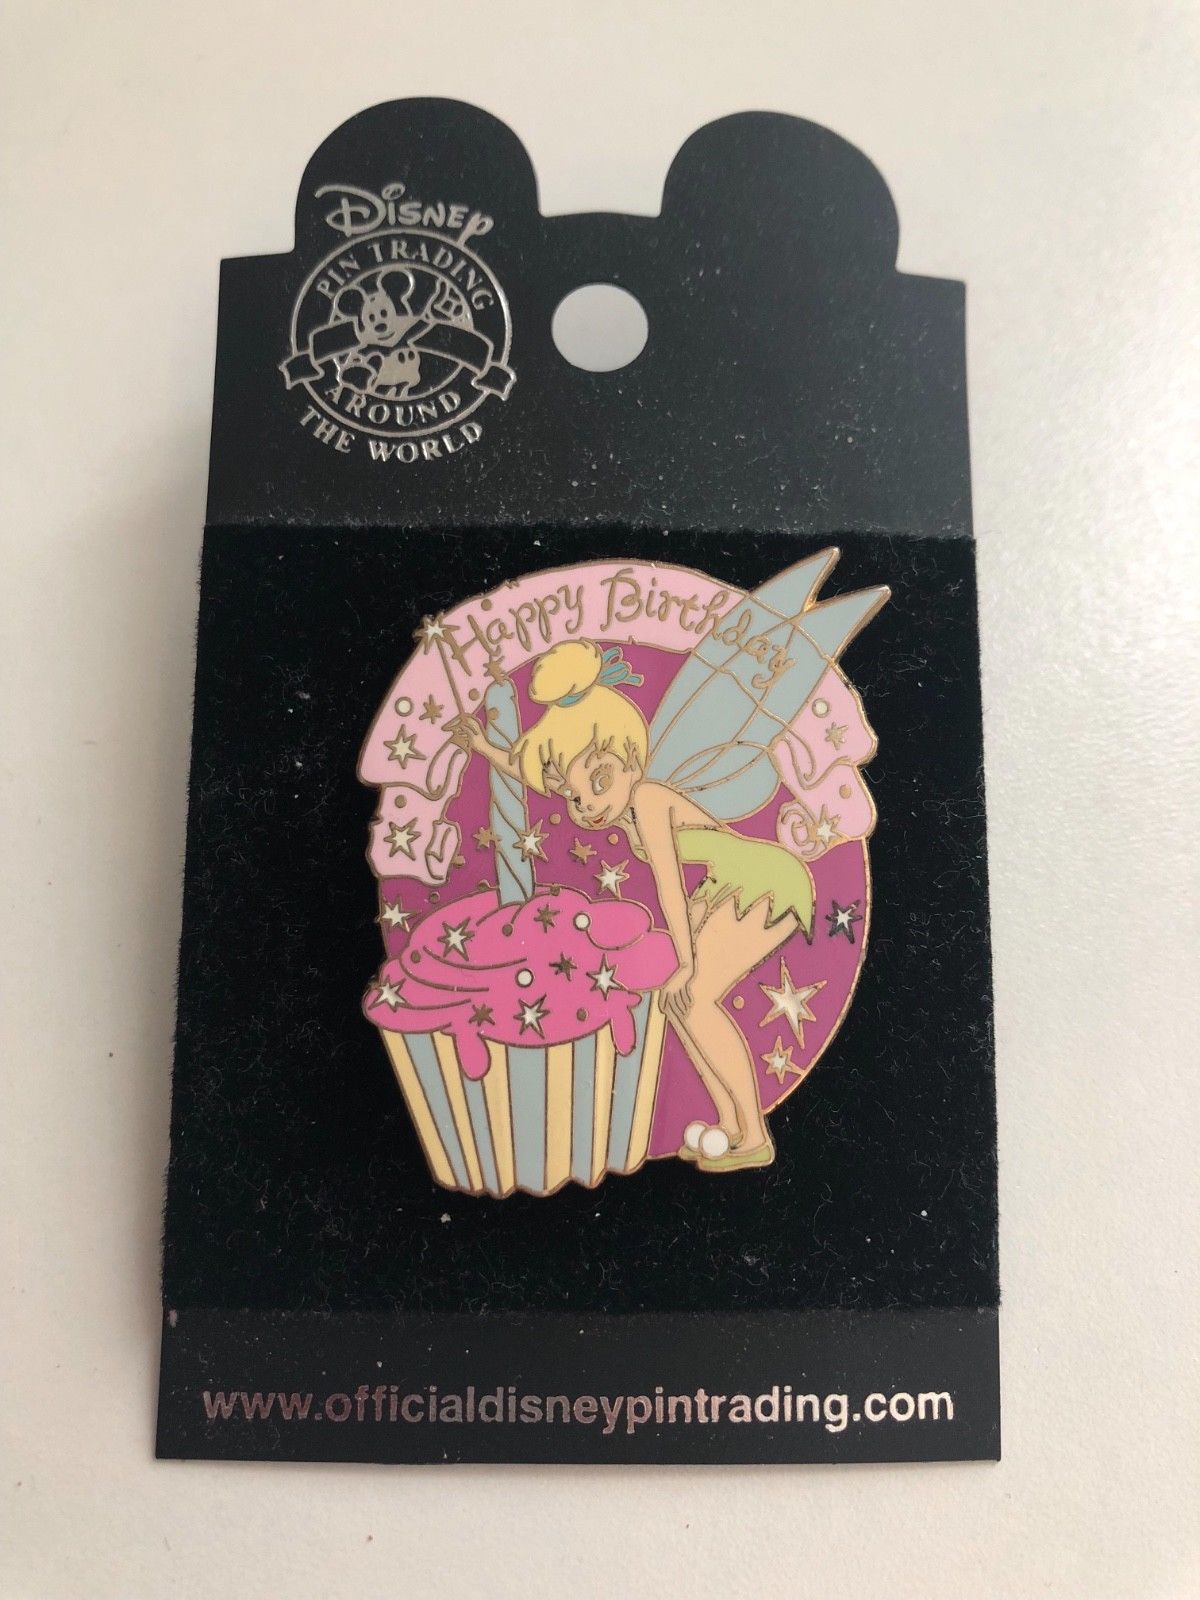 DISNEY
PIN TRADING
AROUND
THE WORLD
Happy Birthday
www.officialdisneypintrading.com